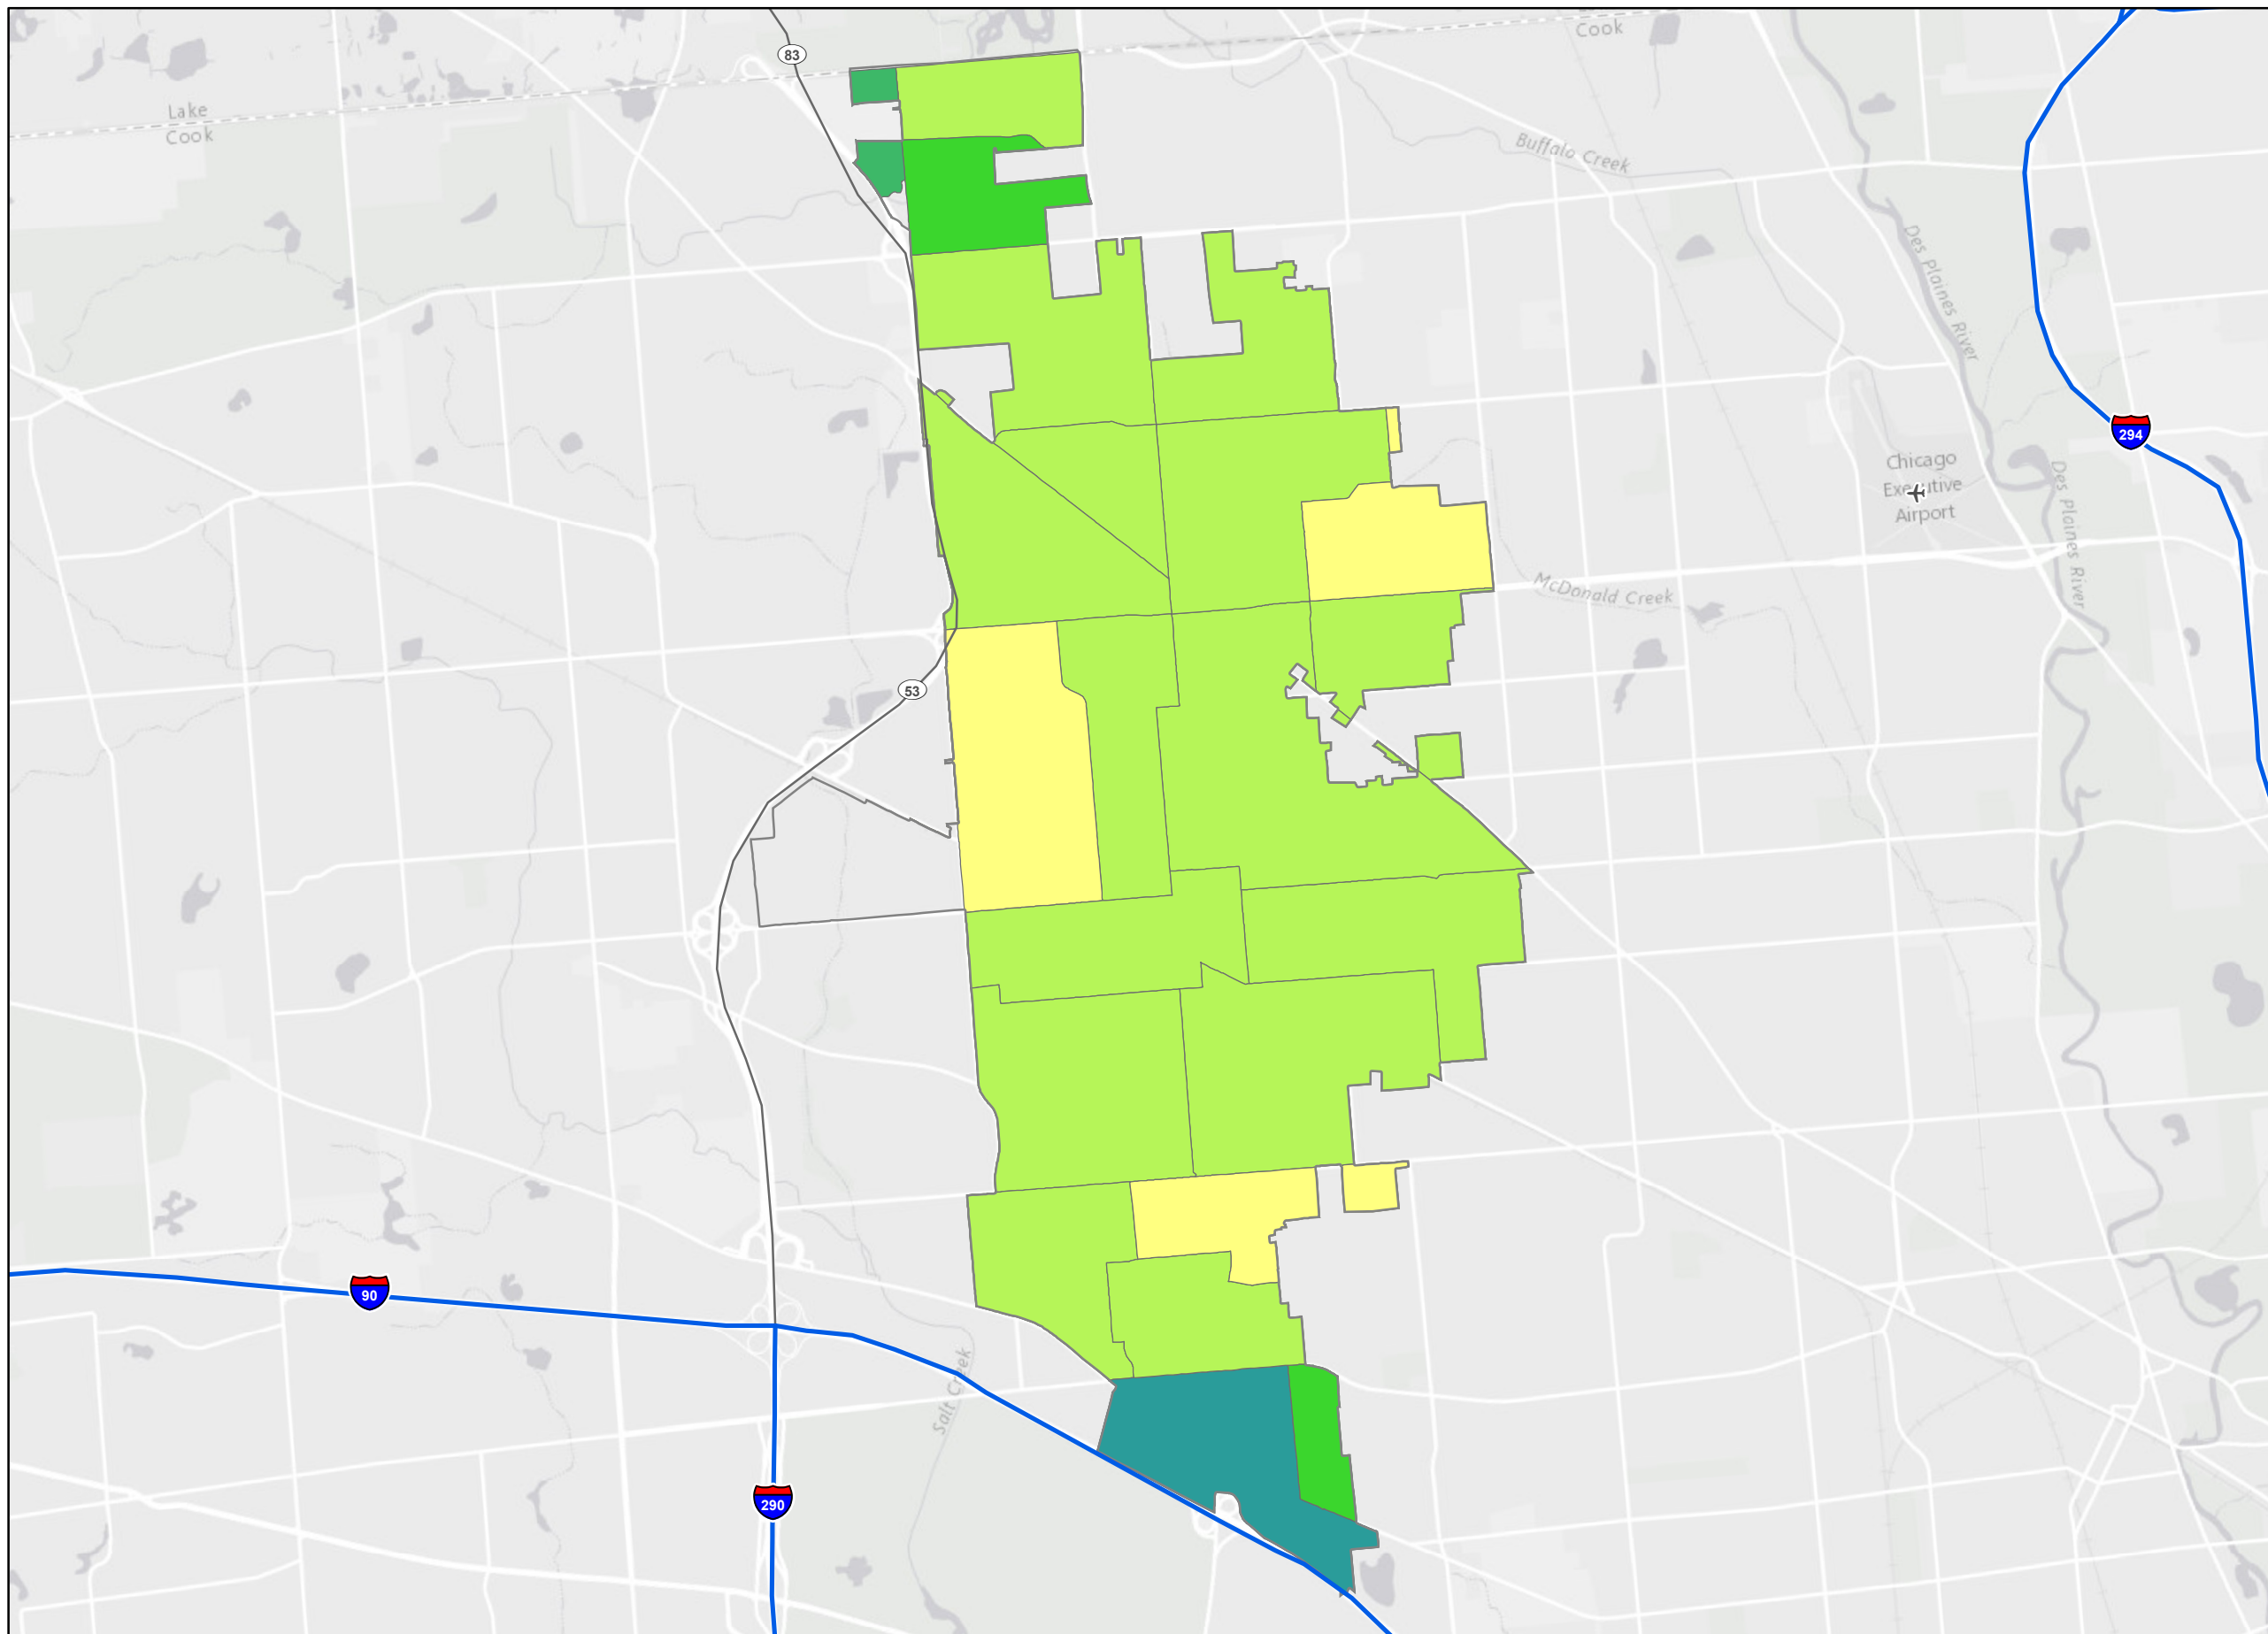 Cook
83
Lake
Cook
Buffalo Creek
Des Plaines River
294
Chicago
Executive
Airport
Des Plaines River
McDonald Creek
53
90
Salt Creek
290